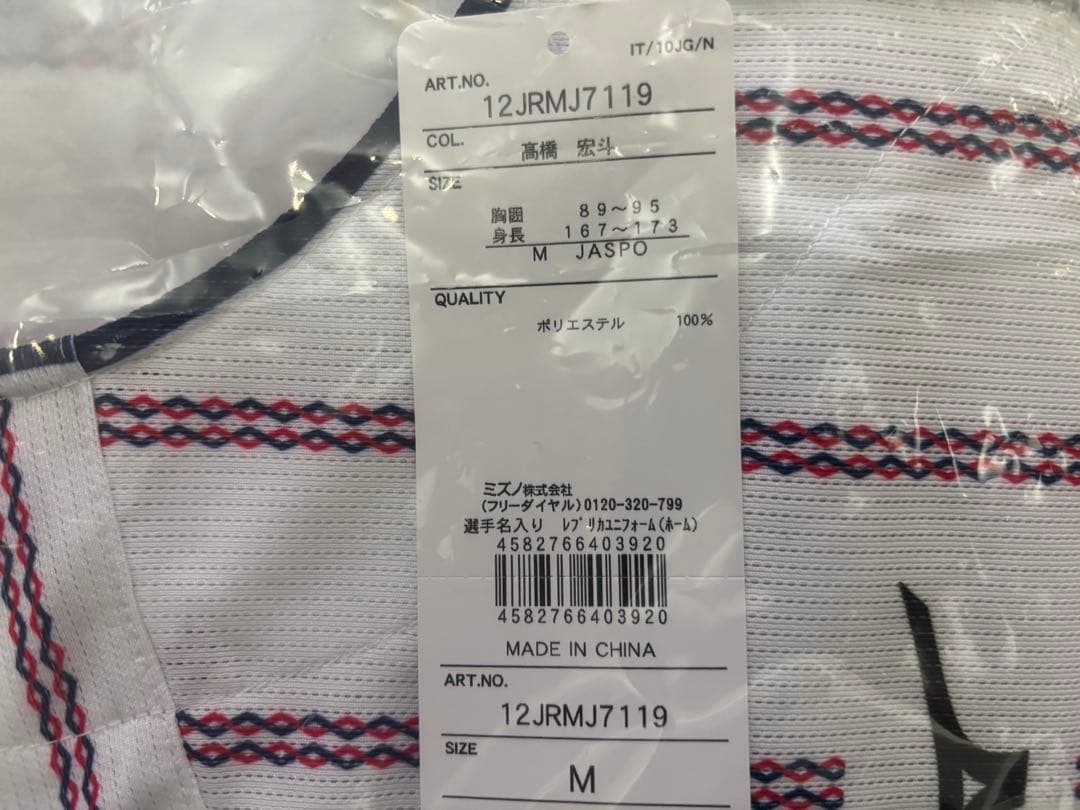 IT/10JG/N
ART.NO.
12JRMJ7119
COL.
髙橋 宏斗
SIZE
胸囲 89~95
身長 167~173
M JASPO
QUALITY
ポリエステル 100%
ミズノ株式会社
(フリーダイヤル)0120-320-799
選手名入り ﾚﾌﾟﾘｶﾕﾆﾌｫｰﾑ(ﾎｰﾑ)
4582766403920
4582766403920
MADE IN CHINA
ART.NO.
12JRMJ7119
SIZE
M